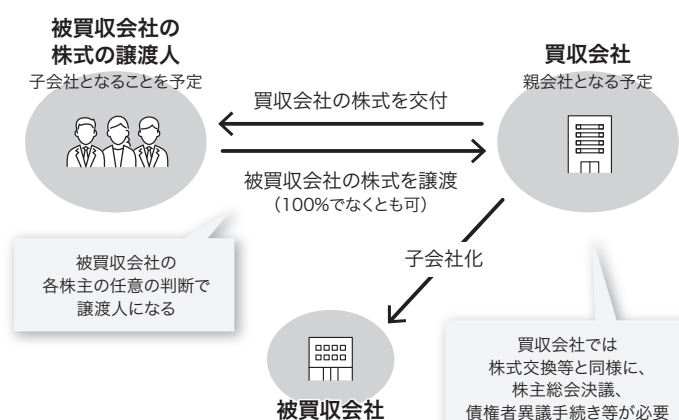 被買収会社の
株式の譲渡人
子会社となることを予定
買収会社
親会社となる予定
買収会社の株式を交付
被買収会社の株式を譲渡
（100%でなくとも可）
被買収会社の
各株主の任意の判断で
譲渡人になる
子会社化
被買収会社
買収会社では
株式交換等と同様に、
株主総会決議、
債権者異議手続き等が必要